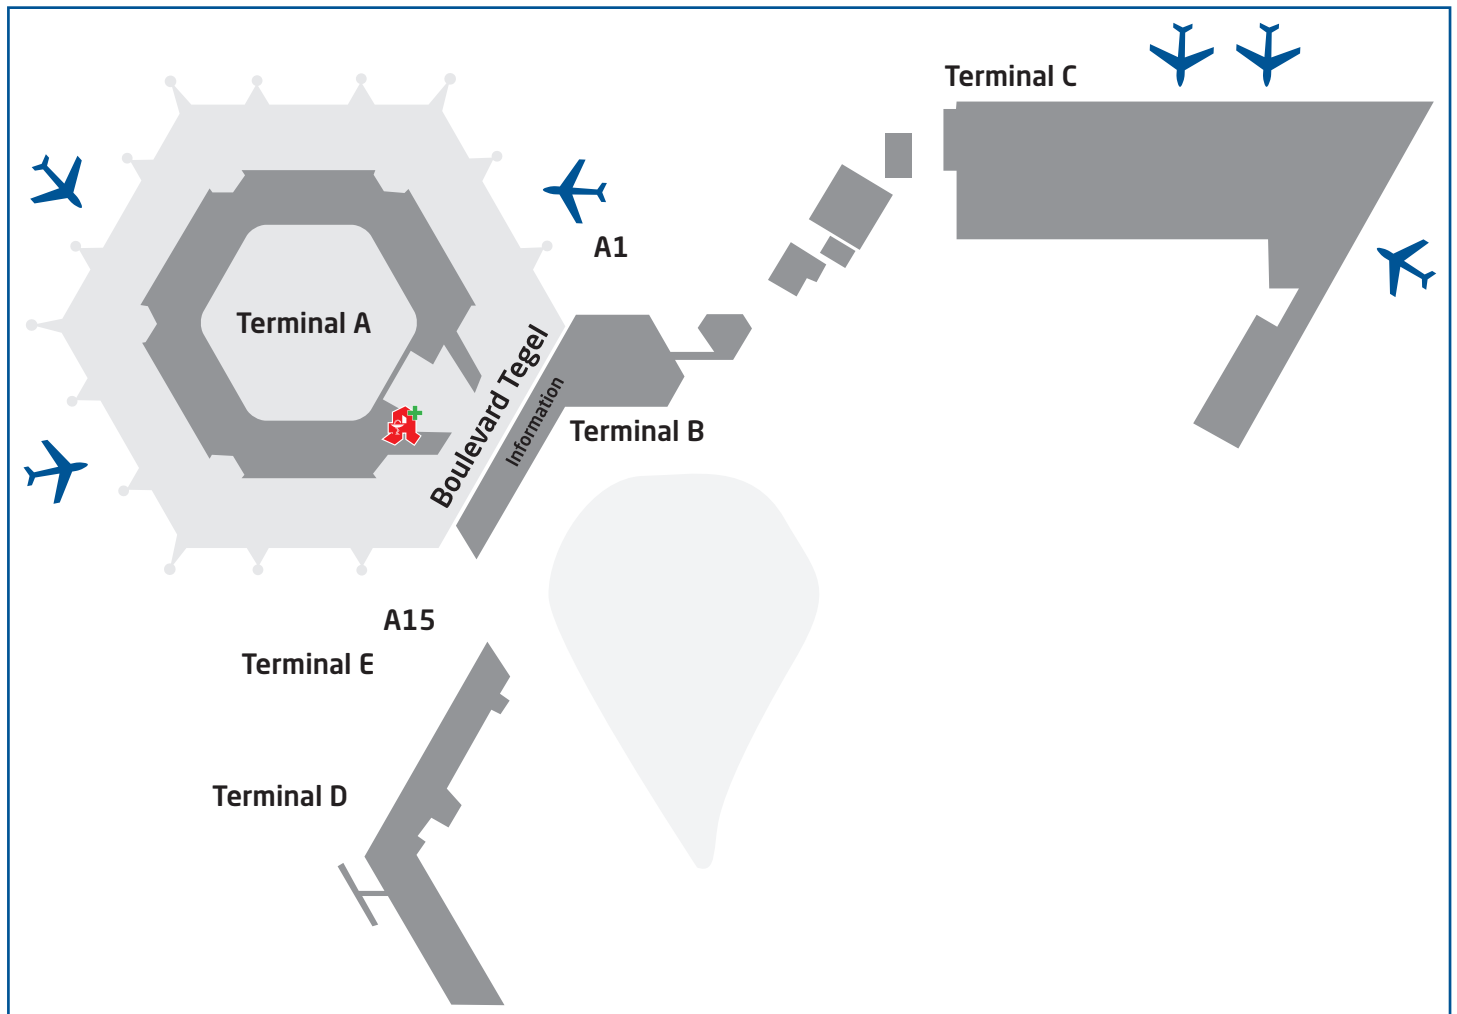 Terminal C
A1
Terminal A
Boulevard Tegel
Information
Terminal B
A15
Terminal E
Terminal D